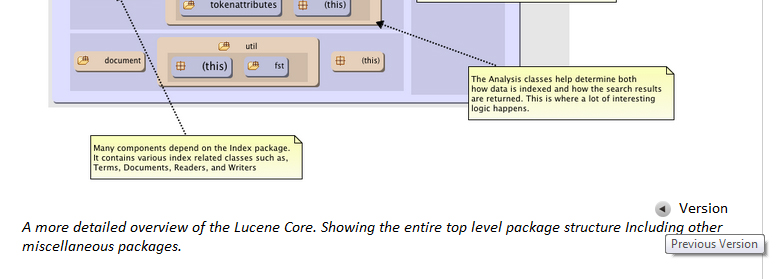 tokenattributes (this)
util
document (this) fst (this)
The Analysis classes help determine both
how data is indexed and how the search results
are returned. This is where a lot of interesting
logic happens.
Many components depend on the Index package.
It contains various index related classes such as,
Terms, Documents, Readers, and Writers
Version
A more detailed overview of the Lucene Core. Showing the entire top level package structure Including other
miscellaneous packages.
Previous Version